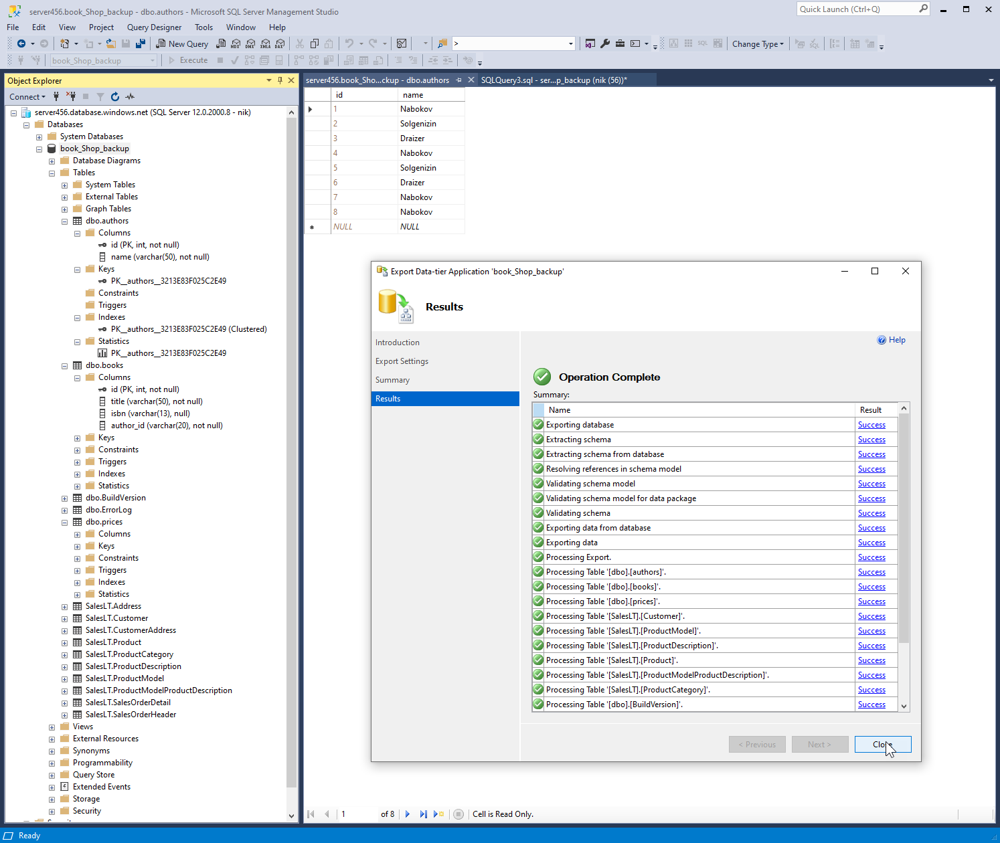 server456.book_Shop_backup - dbo.authors - Microsoft SQL Server Management Studio
Quick Launch (Ctrl+Q)
File Edit View Project Query Designer Tools Window Help
New Query MDX DMX XMLA DAX > SQL Change Type
book_Shop_backup Execute
Object Explorer
Connect
server456.database.windows.net (SQL Server 12.0.2000.8 - nik)
Databases
System Databases
book_Shop_backup
Database Diagrams
Tables
System Tables
External Tables
Graph Tables
dbo.authors
Columns
id (PK, int, not null)
name (varchar(50), not null)
Keys
PK__authors__3213E83F025C2E49
Constraints
Triggers
Indexes
PK__authors__3213E83F025C2E49 (Clustered)
Statistics
PK__authors__3213E83F025C2E49
dbo.books
Columns
id (PK, int, not null)
title (varchar(50), not null)
isbn (varchar(13), null)
author_id (varchar(20), not null)
Keys
Constraints
Triggers
Indexes
Statistics
dbo.BuildVersion
dbo.ErrorLog
dbo.prices
Columns
Keys
Constraints
Triggers
Indexes
Statistics
SalesLT.Address
SalesLT.Customer
SalesLT.CustomerAddress
SalesLT.Product
SalesLT.ProductCategory
SalesLT.ProductDescription
SalesLT.ProductModel
SalesLT.ProductModelProductDescription
SalesLT.SalesOrderDetail
SalesLT.SalesOrderHeader
Views
External Resources
Synonyms
Programmability
Query Store
Extended Events
Storage
Security
server456.book_Sho...ckup - dbo.authors SQLQuery3.sql - ser...p_backup (nik (56))*
id name
1 Nabokov
2 Solgenizin
3 Draizer
4 Nabokov
5 Solgenizin
6 Draizer
7 Nabokov
8 Nabokov
NULL NULL
Export Data-tier Application 'book_Shop_backup'
Results
Introduction
Export Settings
Summary
Results
Help
Operation Complete
Summary:
Name Result
Exporting database Success
Extracting schema Success
Extracting schema from database Success
Resolving references in schema model Success
Validating schema model Success
Validating schema model for data package Success
Validating schema Success
Exporting data from database Success
Exporting data Success
Processing Export. Success
Processing Table '[dbo].[authors]'. Success
Processing Table '[dbo].[books]'. Success
Processing Table '[dbo].[prices]'. Success
Processing Table '[SalesLT].[Customer]'. Success
Processing Table '[SalesLT].[ProductModel]'. Success
Processing Table '[SalesLT].[ProductDescription]'. Success
Processing Table '[SalesLT].[Product]'. Success
Processing Table '[SalesLT].[ProductModelProductDescription]'. Success
Processing Table '[SalesLT].[ProductCategory]'. Success
Processing Table '[dbo].[BuildVersion]'. Success
< Previous Next > Close
1 of 8 Cell is Read Only.
Ready